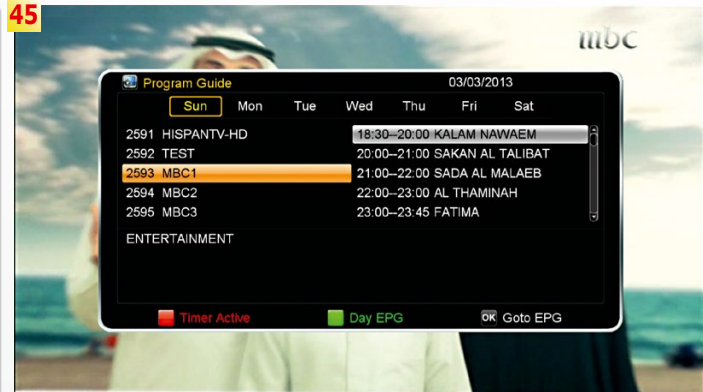 45
mbc
Program Guide 03/03/2013
Sun Mon Tue Wed Thu Fri Sat
2591 HISPANTV-HD 18:30--20:00 KALAM NAWAEM
2592 TEST 20:00--21:00 SAKAN AL TALIBAT
2593 MBC1 21:00--22:00 SADA AL MALAEB
2594 MBC2 22:00--23:00 AL THAMINAH
2595 MBC3 23:00--23:45 FATIMA
ENTERTAINMENT
Timer Active Day EPG OK Goto EPG